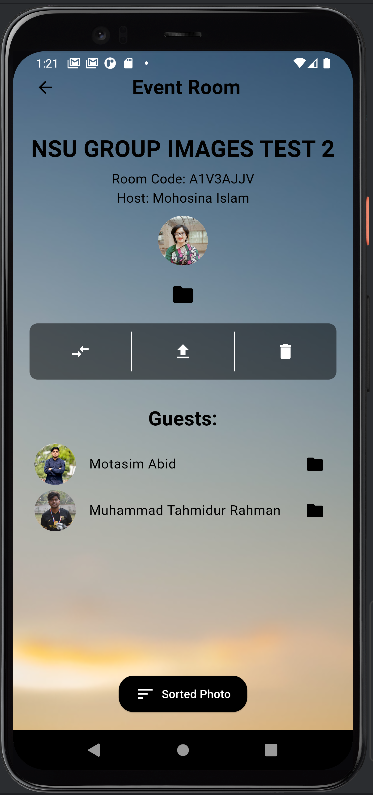 1:21
Event Room
NSU GROUP IMAGES TEST 2
Room Code: A1V3AJJV
Host: Mohosina Islam
Guests:
Motasim Abid
Muhammad Tahmidur Rahman
Sorted Photo